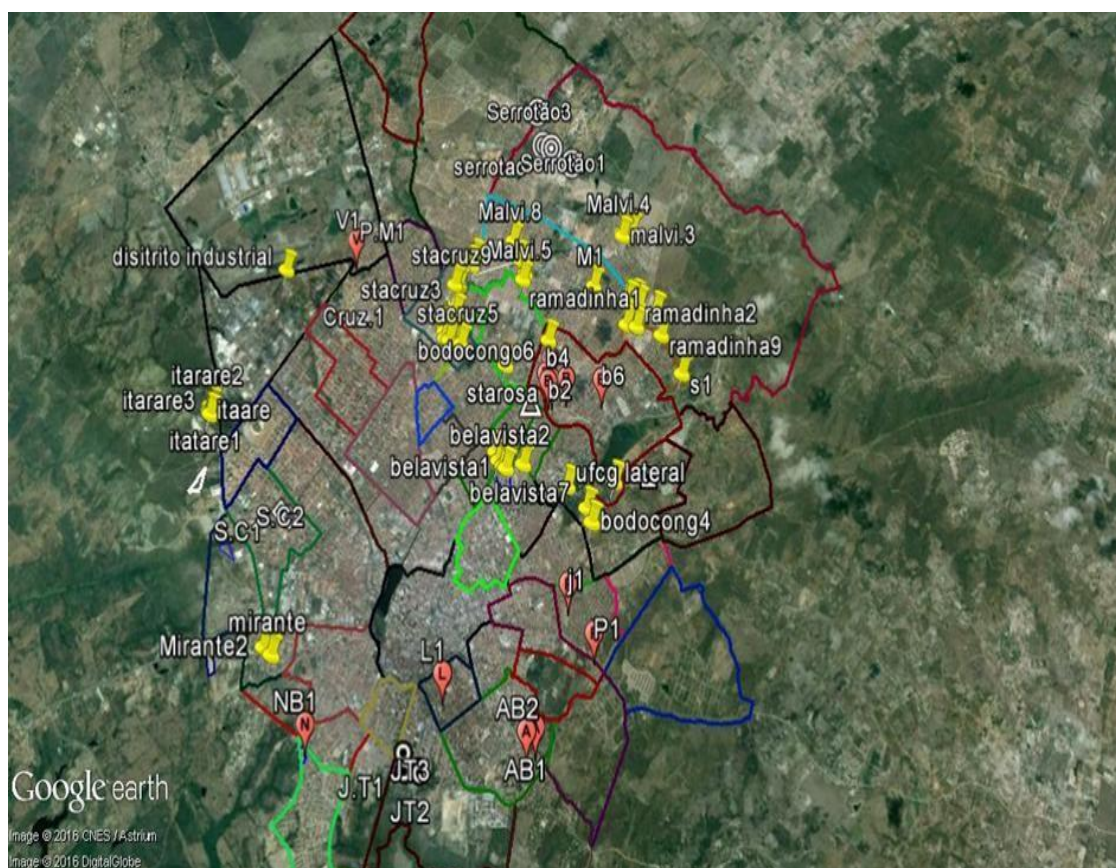 Serrotão3
serrotao
Serrotão1
Malvi.8
Malvi.4
malvi.3
V1
P.M1
disitrito industrial
stacruz9
Malvi.5
M1
stacruz3
ramadinha1
Cruz.1
stacruz5
ramadinha2
bodocongo6
ramadinha9
b4
b6
s1
itarare2
itarare3
itaare
starosa
b2
itatare1
belavista2
belavista1
ufcg lateral
belavista7
bodocong4
S.C2
S.C1
j1
mirante
Mirante2
P1
L1
L
NB1
N
AB2
A
AB1
J.T3
J.T1
JT2
Google earth
Image © 2016 CNES / Astrium
Image © 2016 DigitalGlobe